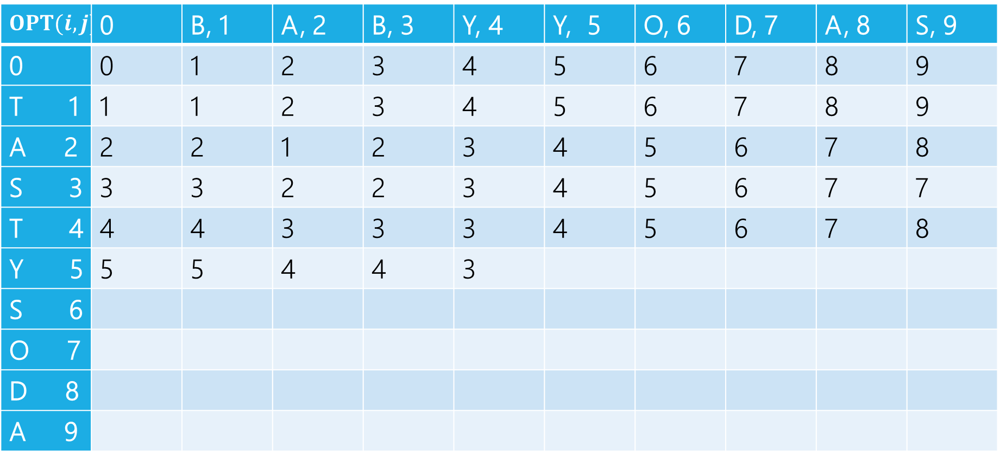 OPT(i,j) 0 B, 1 A, 2 B, 3 Y, 4 Y, 5 O, 6 D, 7 A, 8 S, 9
0 0 1 2 3 4 5 6 7 8 9
T 1 1 1 2 3 4 5 6 7 8 9
A 2 2 2 1 2 3 4 5 6 7 8
S 3 3 3 2 2 3 4 5 6 7 7
T 4 4 4 3 3 3 4 5 6 7 8
Y 5 5 5 4 4 3
S 6
O 7
D 8
A 9